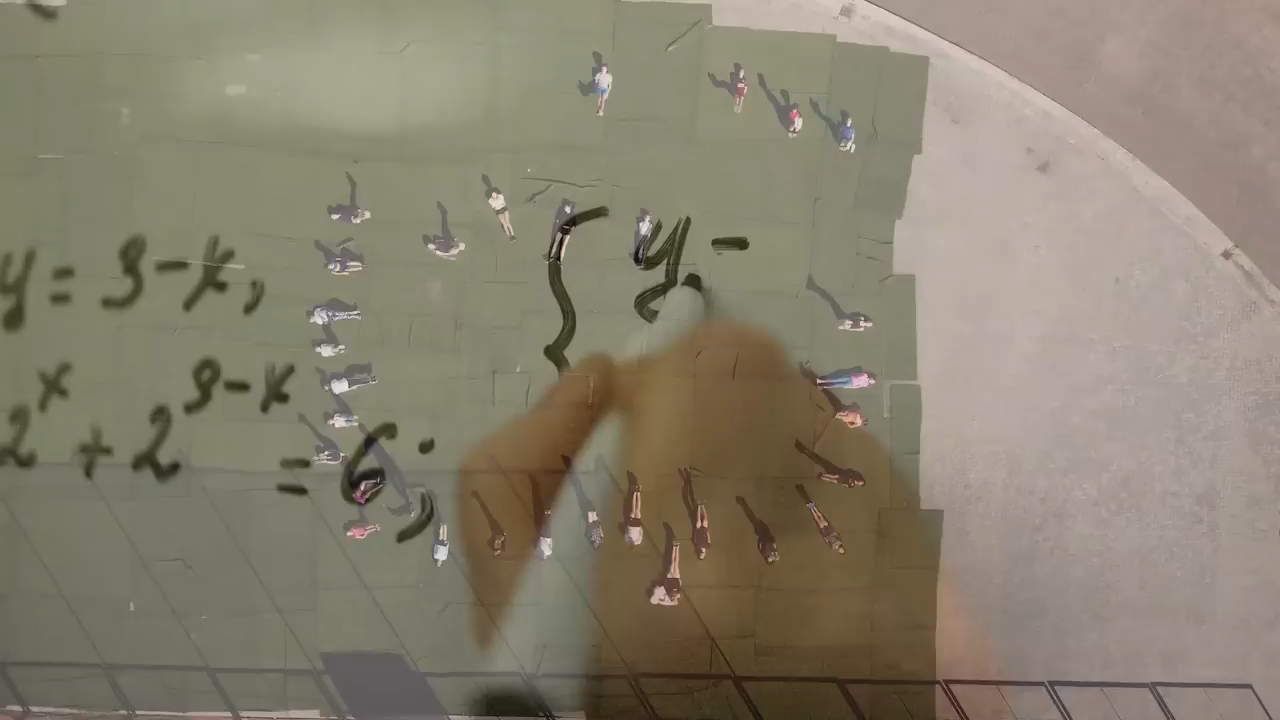 y = 3 - x,
2^x + 2^{3-x} = 6;
{ y -